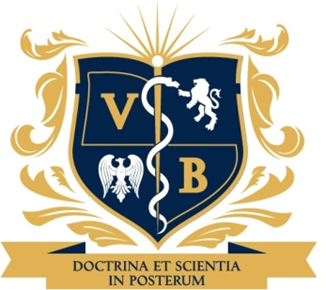 V
B
DOCTRINA ET SCIENTIA
IN POSTERUM